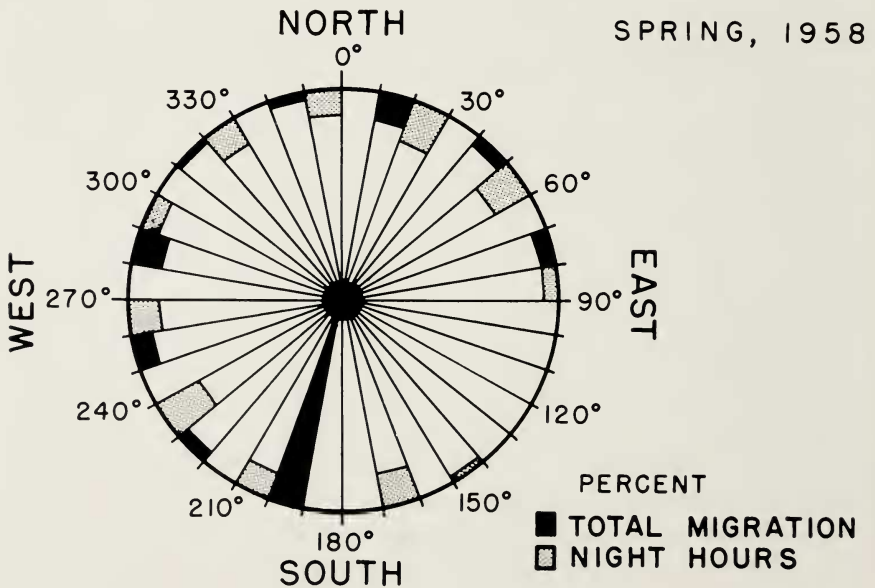 NORTH
SPRING, 1958
0°
330°
30°
300°
60°
WEST
270°
90°
EAST
240°
120°
210°
150°
180°
SOUTH
PERCENT
TOTAL MIGRATION
NIGHT HOURS